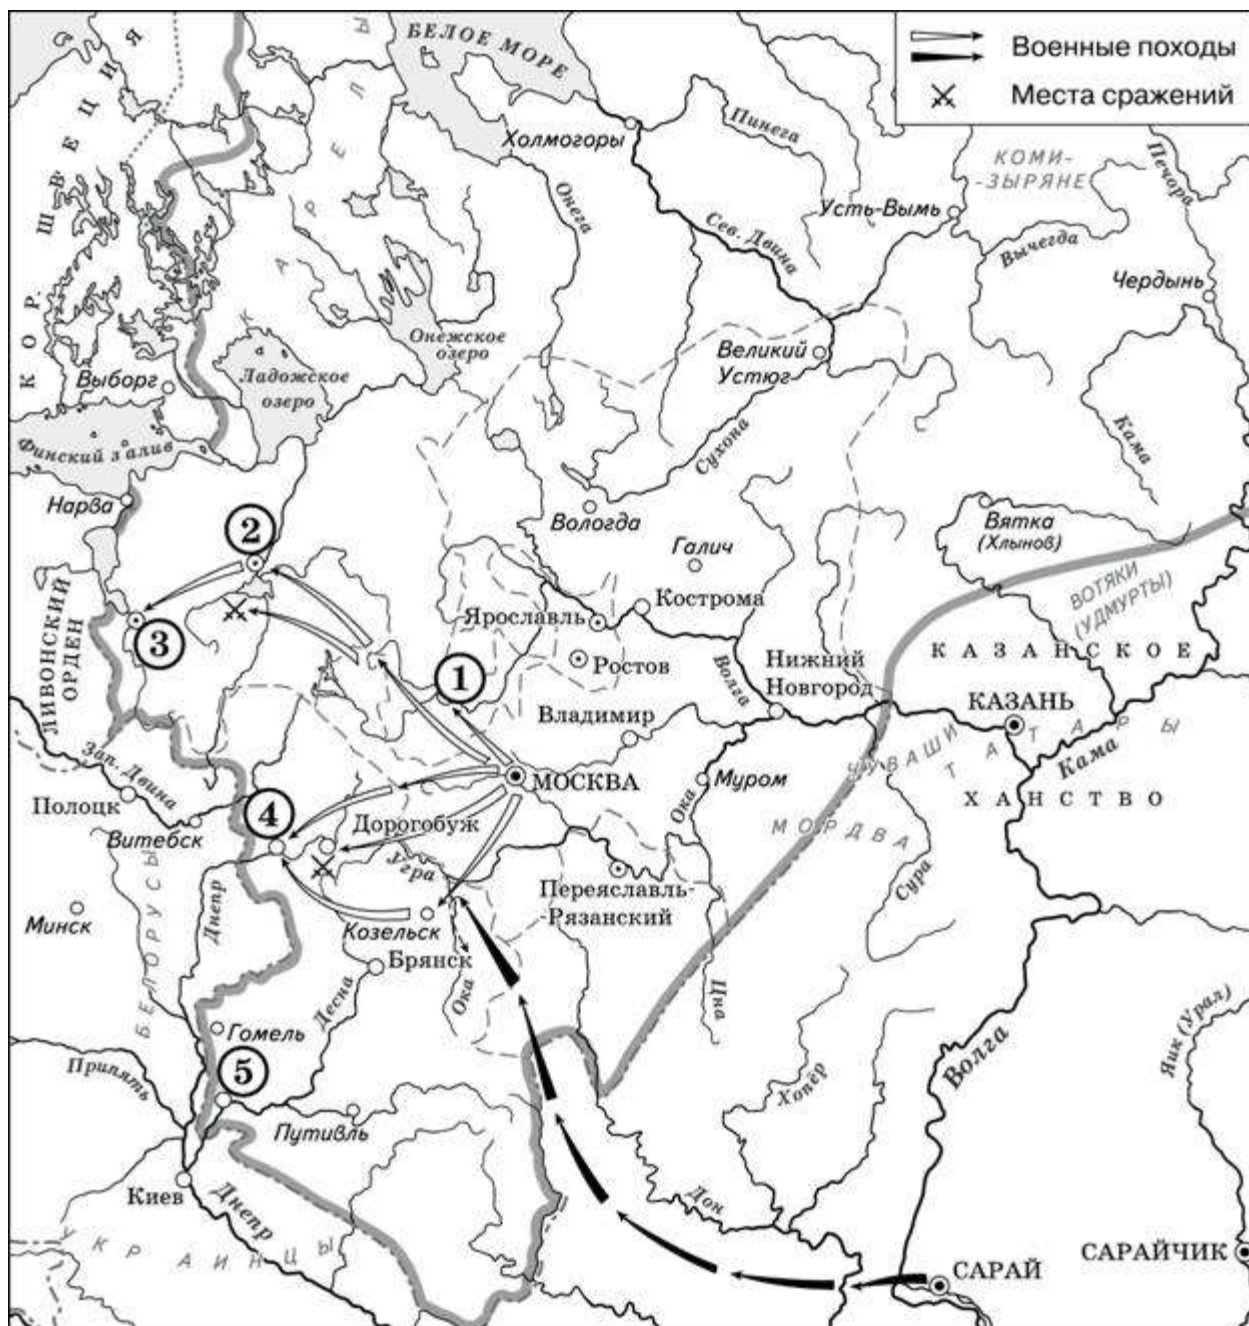 Военные походы
Места сражений
БЕЛОЕ МОРЕ
КОР. ШВЕЦИЯ
КАРЕЛЫ
Холмогоры
Пинега
КОМИ-
-ЗЫРЯНЕ
Печора
Онега
Усть-Вымь
Сев. Двина
Вычегда
Чердынь
Онежское
озеро
Великий
Устюг
Ладожское
озеро
Выборг
Финский залив
Сухона
Кама
Нарва
2
Вологда
Вятка
(Хлынов)
Галич
ВОТЯКИ
(УДМУРТЫ)
Кострома
Ярославль
3
ЛИВОНСКИЙ
ОРДЕН
1
Ростов
Волга
Нижний
Новгород
КАЗАНСКОЕ
Владимир
КАЗАНЬ
ТАТАРЫ
ЧУВАШИ
Кама
Зап. Двина
МОСКВА
Муром
Ока
ХАНСТВО
Полоцк
4
Дорогобуж
МОРДВА
Витебск
Угра
Сура
Переяславль-
-Рязанский
БЕЛОРУСЫ
Минск
Днепр
Козельск
Брянск
Ока
Цна
Десна
Гомель
Волга
Яик (Урал)
Припять
5
Хопёр
Путивль
Киев
Днепр
Дон
УКРАИНЦЫ
САРАЙ
САРАЙЧИК